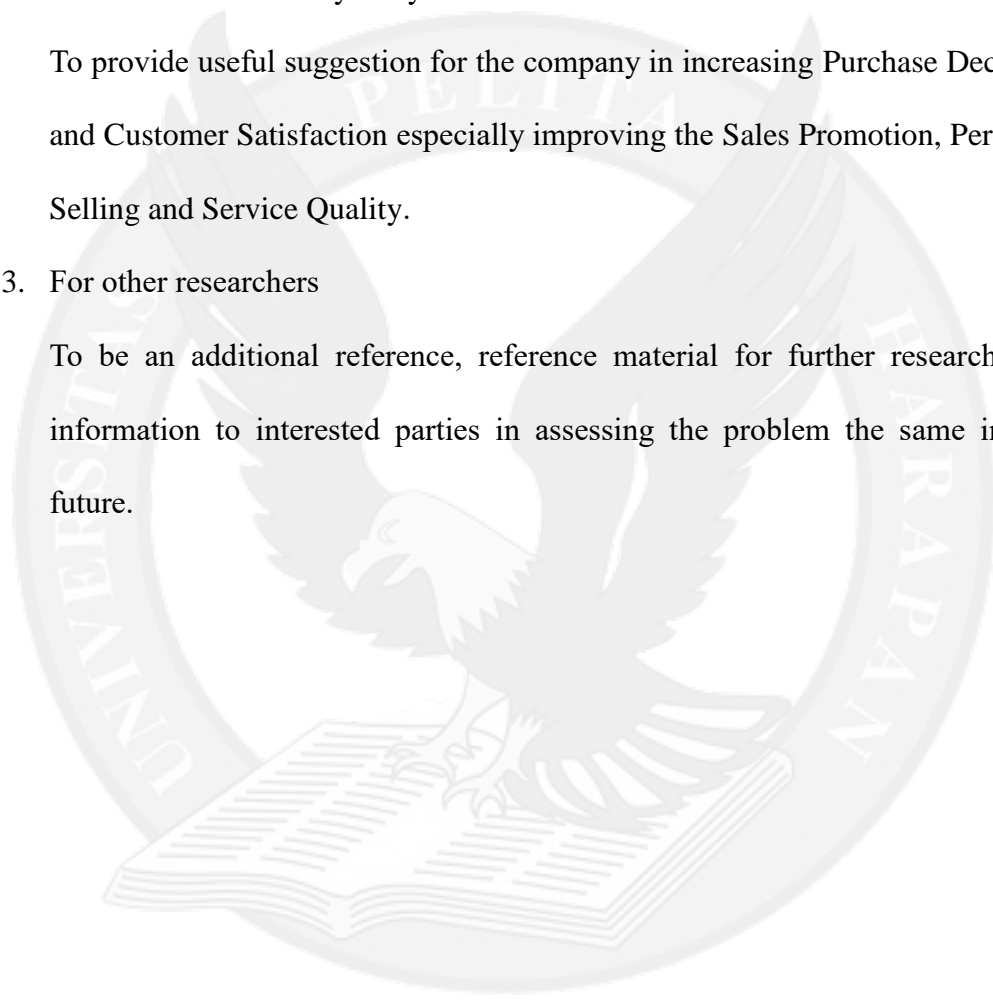 To provide useful suggestion for the company in increasing Purchase Dec
and Customer Satisfaction especially improving the Sales Promotion, Per
Selling and Service Quality.
3. For other researchers
To be an additional reference, reference material for further research
information to interested parties in assessing the problem the same in
future.
UNIVERSITAS PELITA HARAPAN